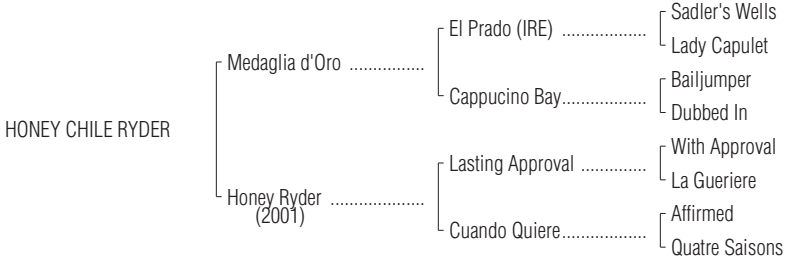 Sadler's Wells
El Prado (IRE) ..................
Lady Capulet
Medaglia d'Oro ................
Bailjumper
Cappucino Bay..................
Dubbed In
HONEY CHILE RYDER
With Approval
Lasting Approval ..............
La Gueriere
Honey Ryder ....................
(2001)
Affirmed
Cuando Quiere..................
Quatre Saisons